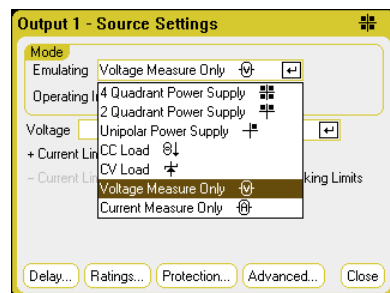 Output 1 - Source Settings
Mode
Emulating Voltage Measure Only
Operating
4 Quadrant Power Supply
2 Quadrant Power Supply
Unipolar Power Supply
Voltage
CC Load
+ Current
CV Load
- Current
king Limits
Voltage Measure Only
Current Measure Only
Delay... Ratings... Protection... Advanced... Close